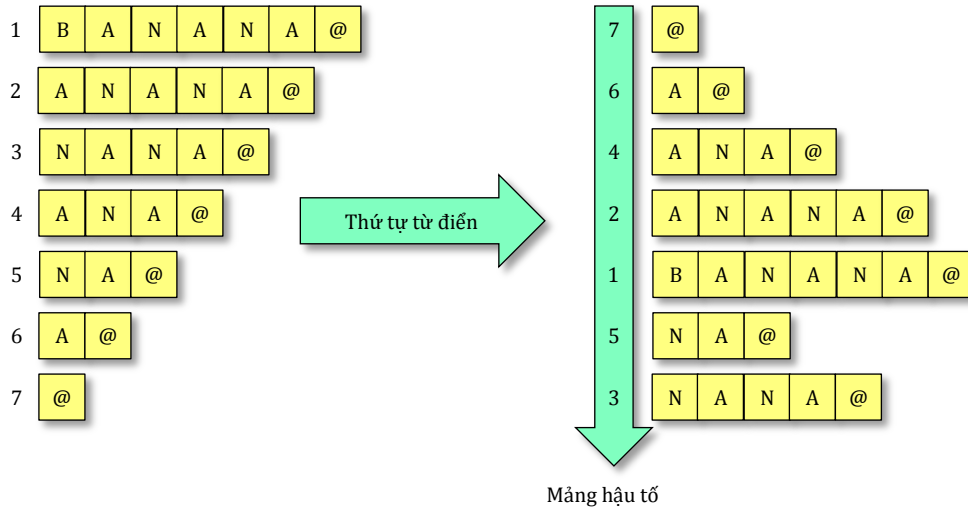 1 B A N A N A @
2 A N A N A @
3 N A N A @
4 A N A @
5 N A @
6 A @
7 @
Thứ tự từ điển
7 @
6 A @
4 A N A @
2 A N A N A @
1 B A N A N A @
5 N A @
3 N A N A @
Mảng hậu tố